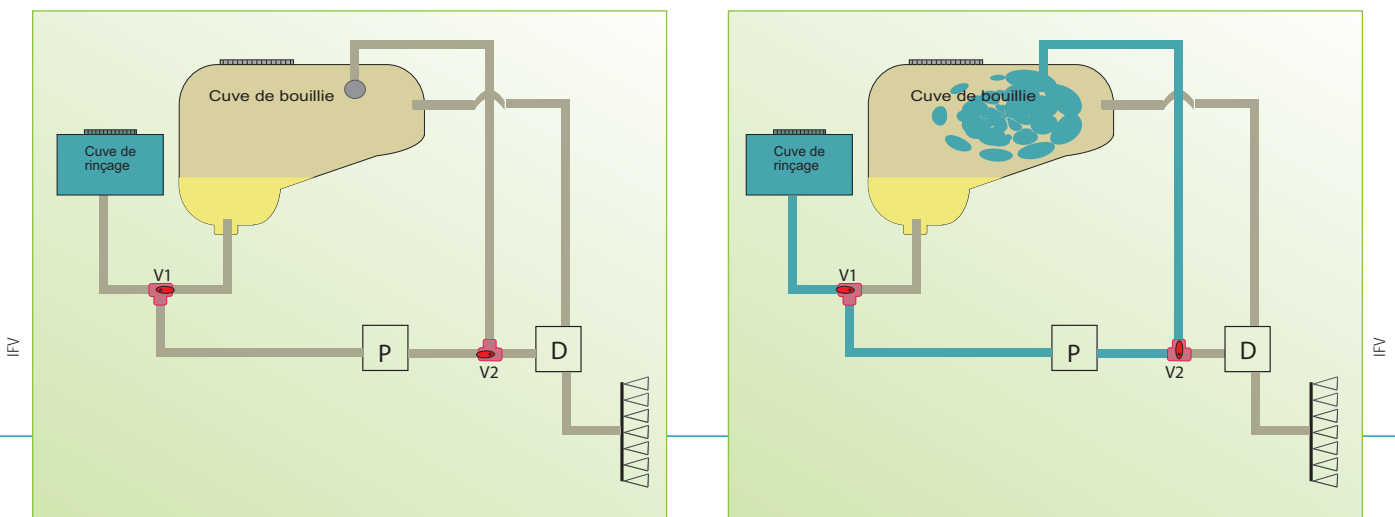 Cuve de bouillie
Cuve de
rinçage
V1
P
V2
D
IFV
Cuve de bouillie
Cuve de
rinçage
V1
P
V2
D
IFV